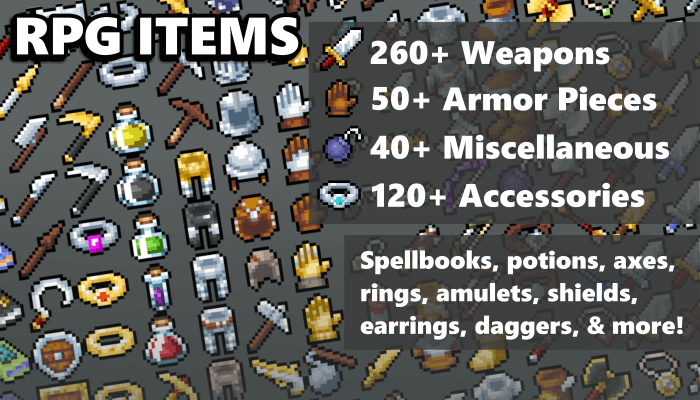 RPG ITEMS
260+ Weapons
50+ Armor Pieces
40+ Miscellaneous
120+ Accessories
Spellbooks, potions, axes,
rings, amulets, shields,
earrings, daggers, & more!